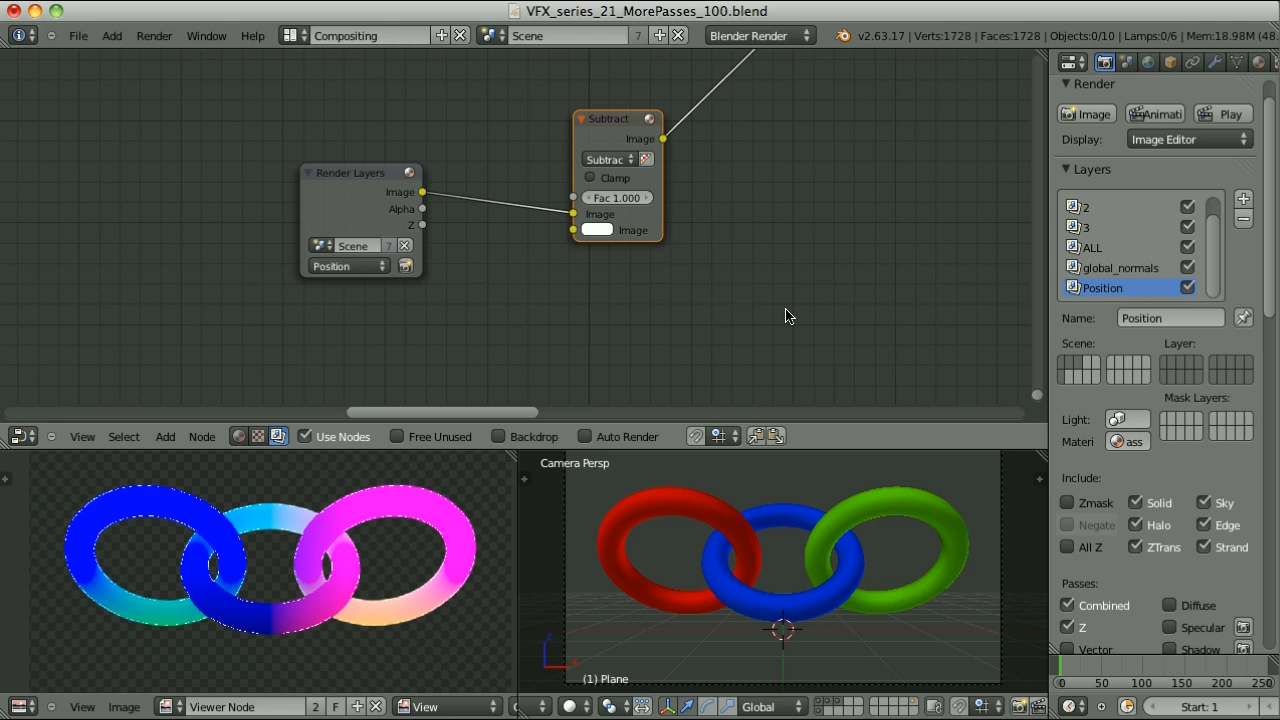 VFX_series_21_MorePasses_100.blend
File Add Render Window Help Compositing Scene 7 Blender Render v2.63.17 | Verts:1728 | Faces:1728 | Objects:0/10 | Lamps:0/6 | Mem:18.98M (48.
Render
Image Animati Play
Display: Image Editor
Layers
2
3
ALL
global_normals
Position
Name: Position
Scene: Layer:
Mask Layers:
Light:
Materi ass
Include:
Zmask Solid Sky
Negate Halo Edge
All Z ZTrans Strand
Passes:
Combined Diffuse
Z Specular
Vector Shadow
Subtract
Image
Subtrac
Clamp
Fac 1.000
Image
Image
Render Layers
Image
Alpha
Z
Scene 7
Position
View Select Add Node Use Nodes Free Unused Backdrop Auto Render
Camera Persp
Z
X
(1) Plane
0 50 100 150 200 250
View Image Viewer Node 2 F View
Global
Start: 1